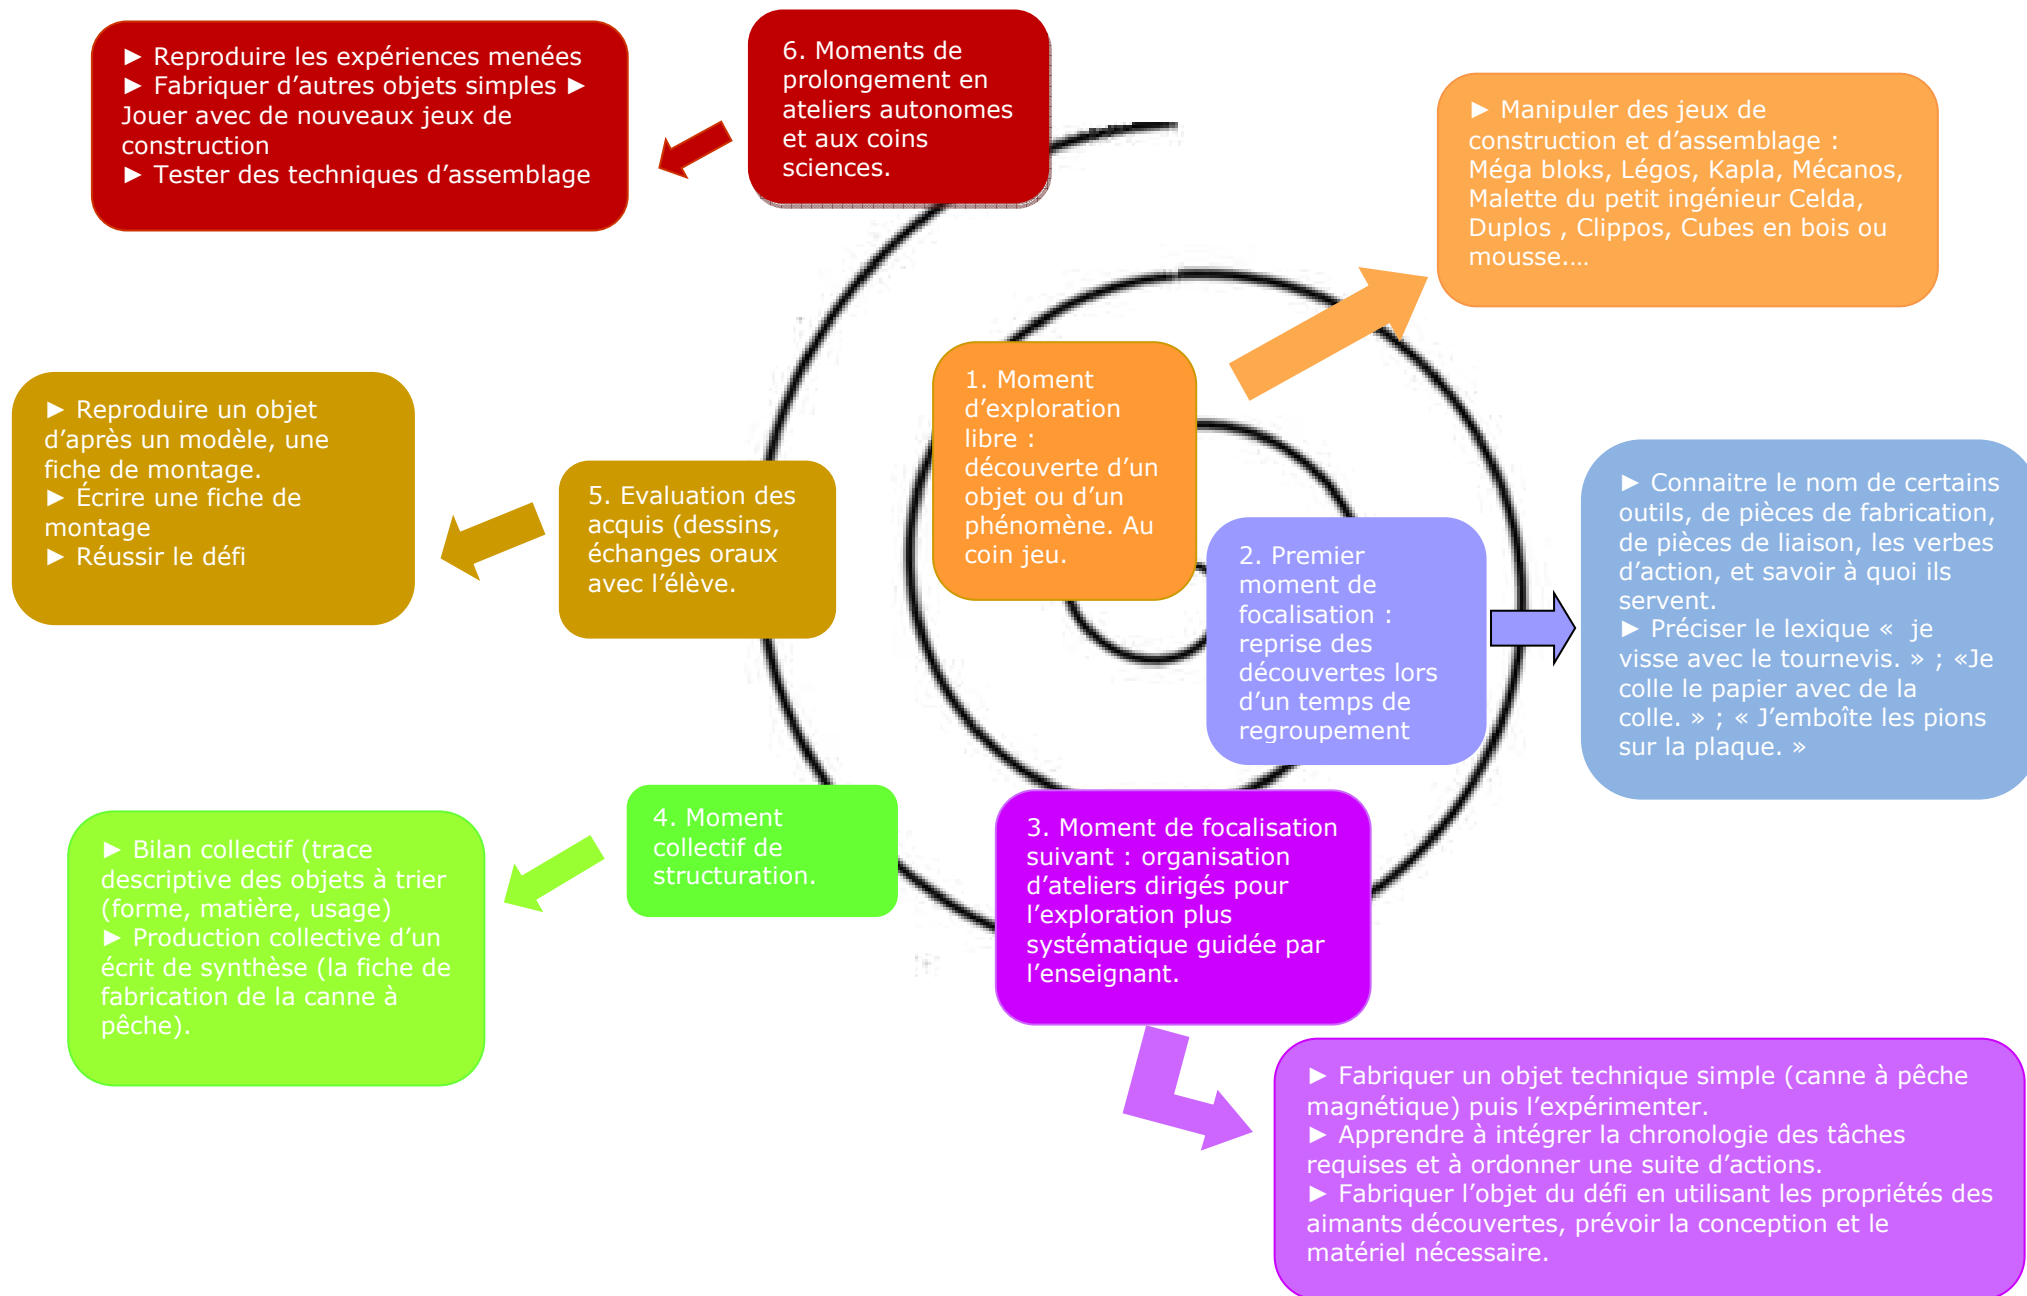 ► Reproduire les expériences menées
► Fabriquer d’autres objets simples ►
Jouer avec de nouveaux jeux de
construction
► Tester des techniques d’assemblage
6. Moments de
prolongement en
ateliers autonomes
et aux coins
sciences.
► Manipuler des jeux de
construction et d’assemblage :
Méga bloks, Légos, Kapla, Mécanos,
Malette du petit ingénieur Celda,
Duplos , Clippos, Cubes en bois ou
mousse….
1. Moment
d’exploration
libre :
découverte d’un
objet ou d’un
phénomène. Au
coin jeu.
► Reproduire un objet
d’après un modèle, une
fiche de montage.
► Écrire une fiche de
montage
► Réussir le défi
5. Evaluation des
acquis (dessins,
échanges oraux
avec l’élève.
2. Premier
moment de
focalisation :
reprise des
découvertes lors
d’un temps de
regroupement
► Connaitre le nom de certains
outils, de pièces de fabrication,
de pièces de liaison, les verbes
d’action, et savoir à quoi ils
servent.
► Préciser le lexique «  je
visse avec le tournevis. » ; «Je
colle le papier avec de la
colle. » ; « J’emboîte les pions
sur la plaque. »
4. Moment
collectif de
structuration.
► Bilan collectif (trace
descriptive des objets à trier
(forme, matière, usage)
► Production collective d’un
écrit de synthèse (la fiche de
fabrication de la canne à
pêche).
3. Moment de focalisation
suivant : organisation
d’ateliers dirigés pour
l’exploration plus
systématique guidée par
l’enseignant.
► Fabriquer un objet technique simple (canne à pêche
magnétique) puis l’expérimenter.
► Apprendre à intégrer la chronologie des tâches
requises et à ordonner une suite d’actions.
► Fabriquer l’objet du défi en utilisant les propriétés des
aimants découvertes, prévoir la conception et le
matériel nécessaire.